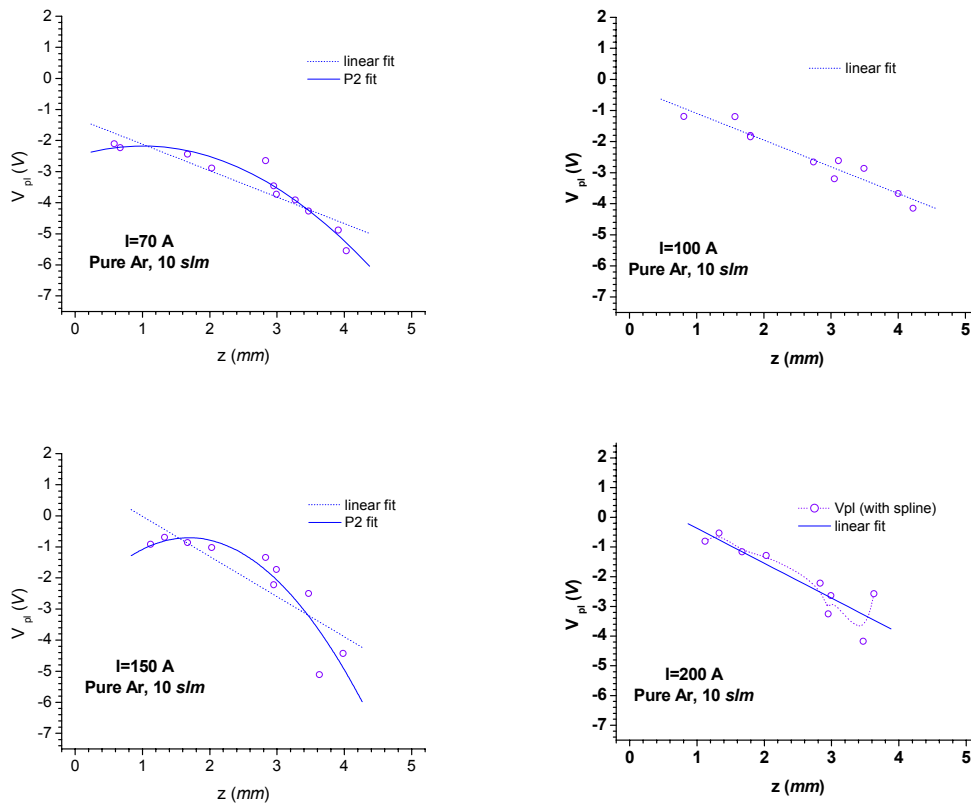 2
1
0
-1
-2
-3
-4
-5
-6
-7
V pl (V)
linear fit
P2 fit
I=70 A
Pure Ar, 10 slm
0 1 2 3 4 5
z (mm)
2
1
0
-1
-2
-3
-4
-5
-6
-7
V pl (V)
linear fit
I=100 A
Pure Ar, 10 slm
0 1 2 3 4 5
z (mm)
2
1
0
-1
-2
-3
-4
-5
-6
-7
V pl (V)
linear fit
P2 fit
I=150 A
Pure Ar, 10 slm
0 1 2 3 4 5
z (mm)
2
1
0
-1
-2
-3
-4
-5
-6
-7
V pl (V)
Vpl (with spline)
linear fit
I=200 A
Pure Ar, 10 slm
0 1 2 3 4 5
z (mm)